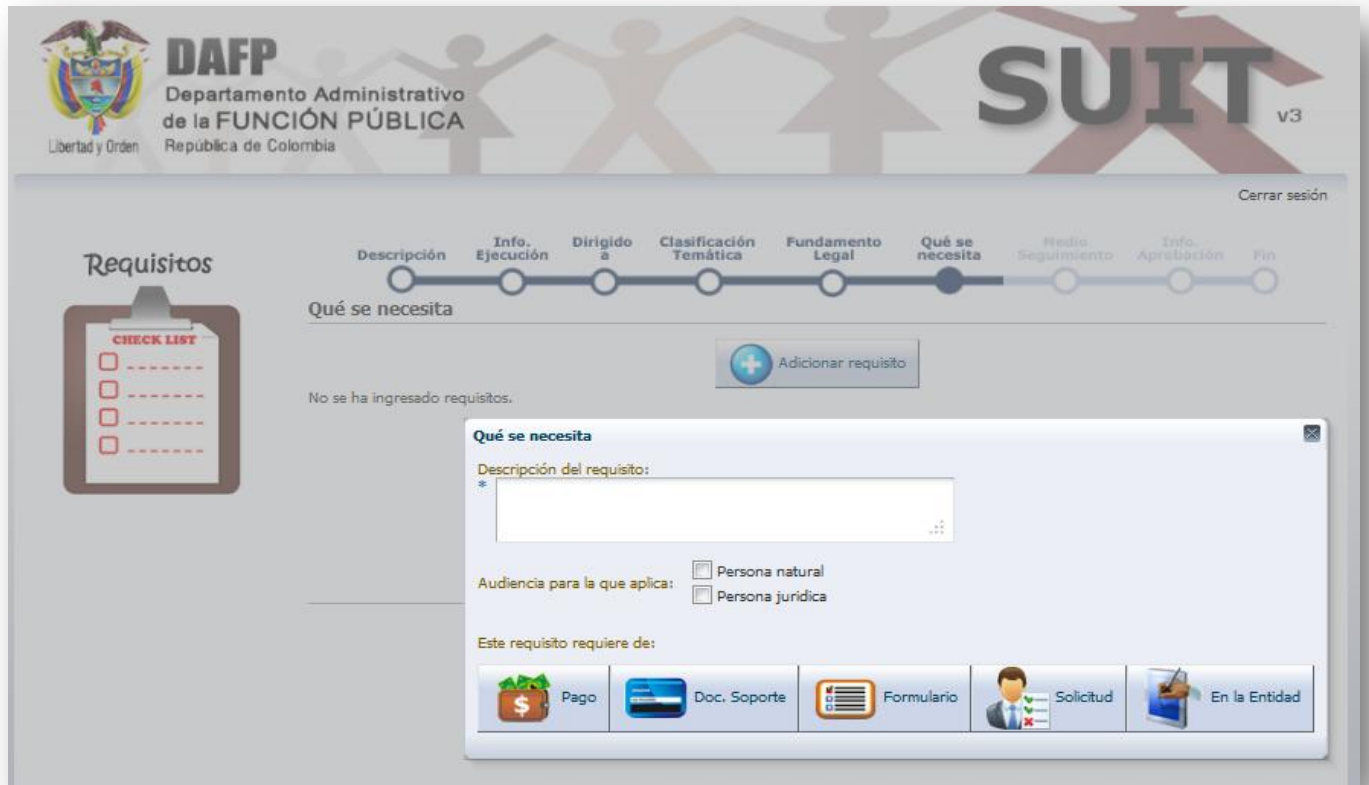 DAFP
Departamento Administrativo
de la FUNCIÓN PÚBLICA
República de Colombia
Libertad y Orden
SUIT v3
Cerrar sesión
Requisitos
CHECK LIST
Descripción
Info. Ejecución
Dirigido a
Clasificación Temática
Fundamento Legal
Qué se necesita
Medio Seguimiento
Info. Aprobación
Fin
Qué se necesita
Adicionar requisito
No se ha ingresado requisitos.
Qué se necesita
Descripción del requisito:
*
Audiencia para la que aplica:
Persona natural
Persona juridica
Este requisito requiere de:
Pago
Doc. Soporte
Formulario
Solicitud
En la Entidad